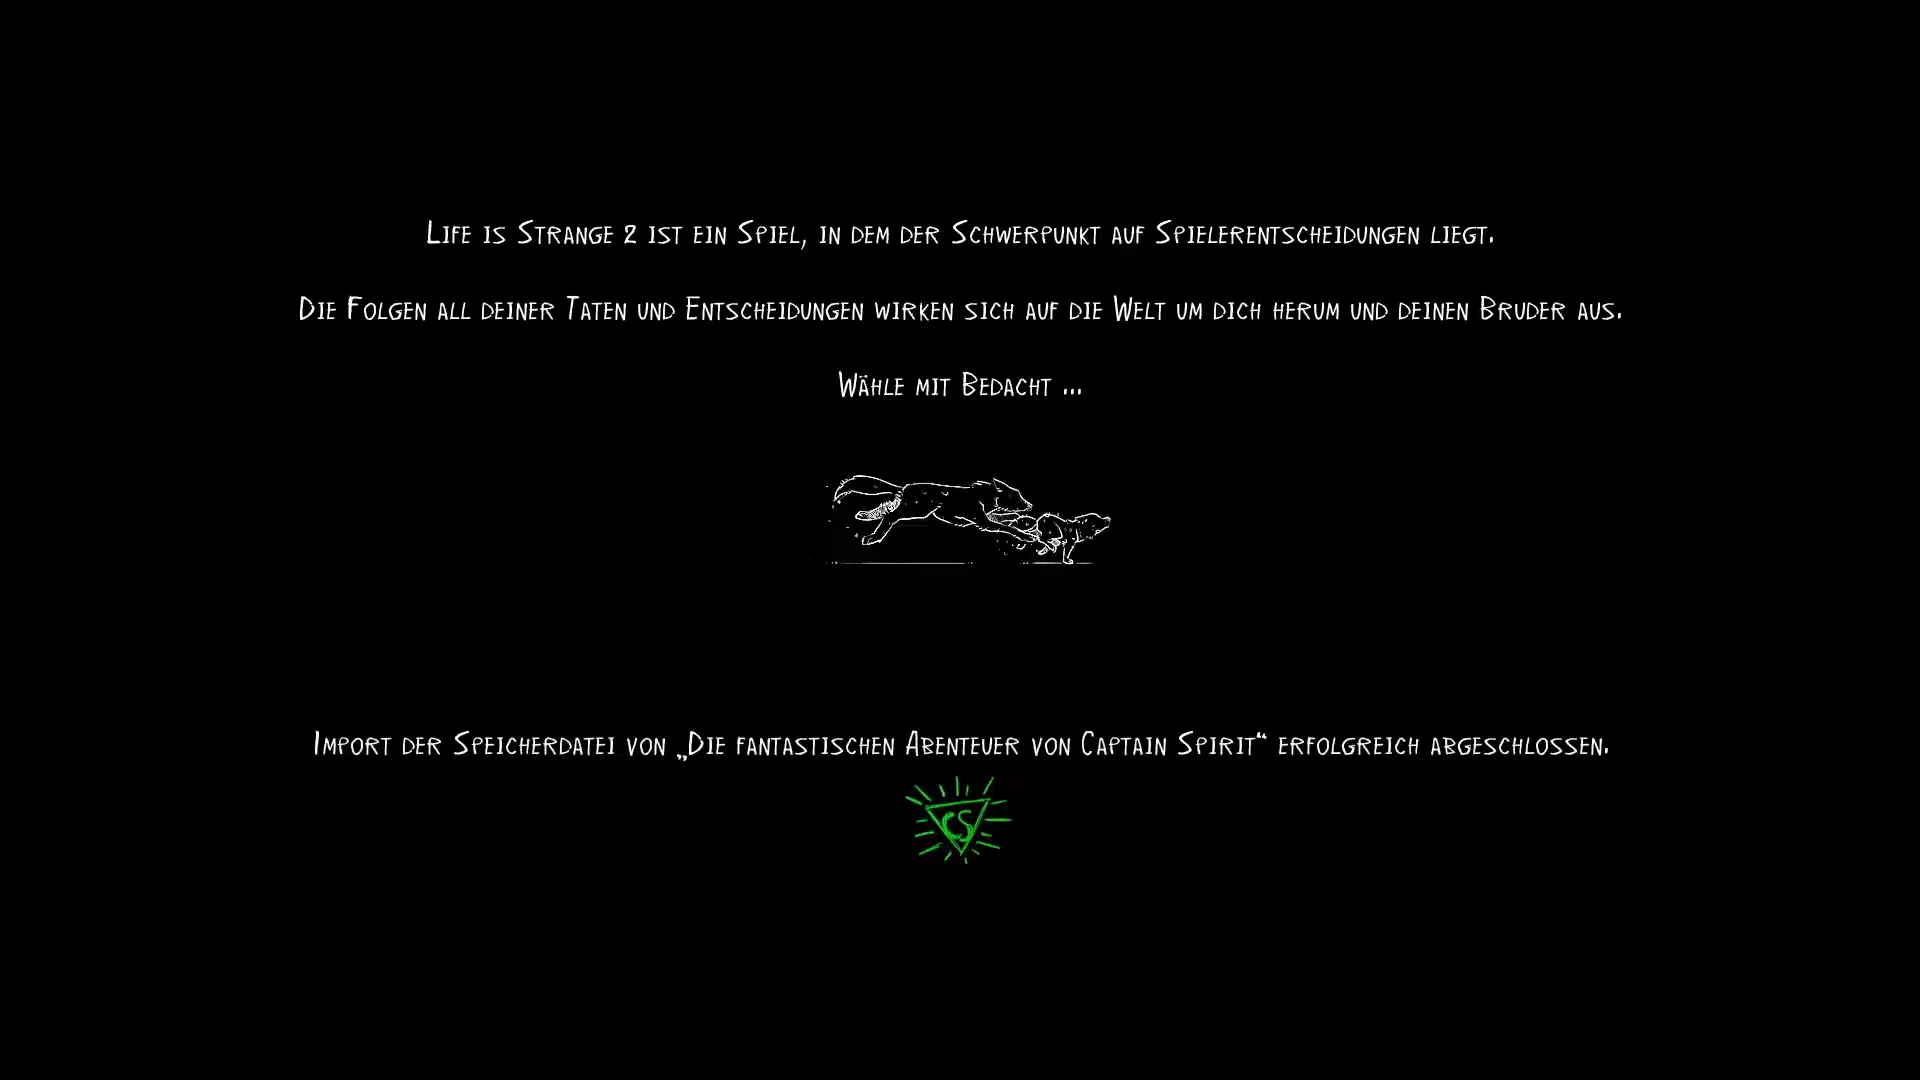 Life is Strange 2 ist ein Spiel, in dem der Schwerpunkt auf Spielerentscheidungen liegt.
Die Folgen all deiner Taten und Entscheidungen wirken sich auf die Welt um dich herum und deinen Bruder aus.
Wähle mit Bedacht ...
Import der Speicherdatei von „Die fantastischen Abenteuer von Captain Spirit“ erfolgreich abgeschlossen.
CS